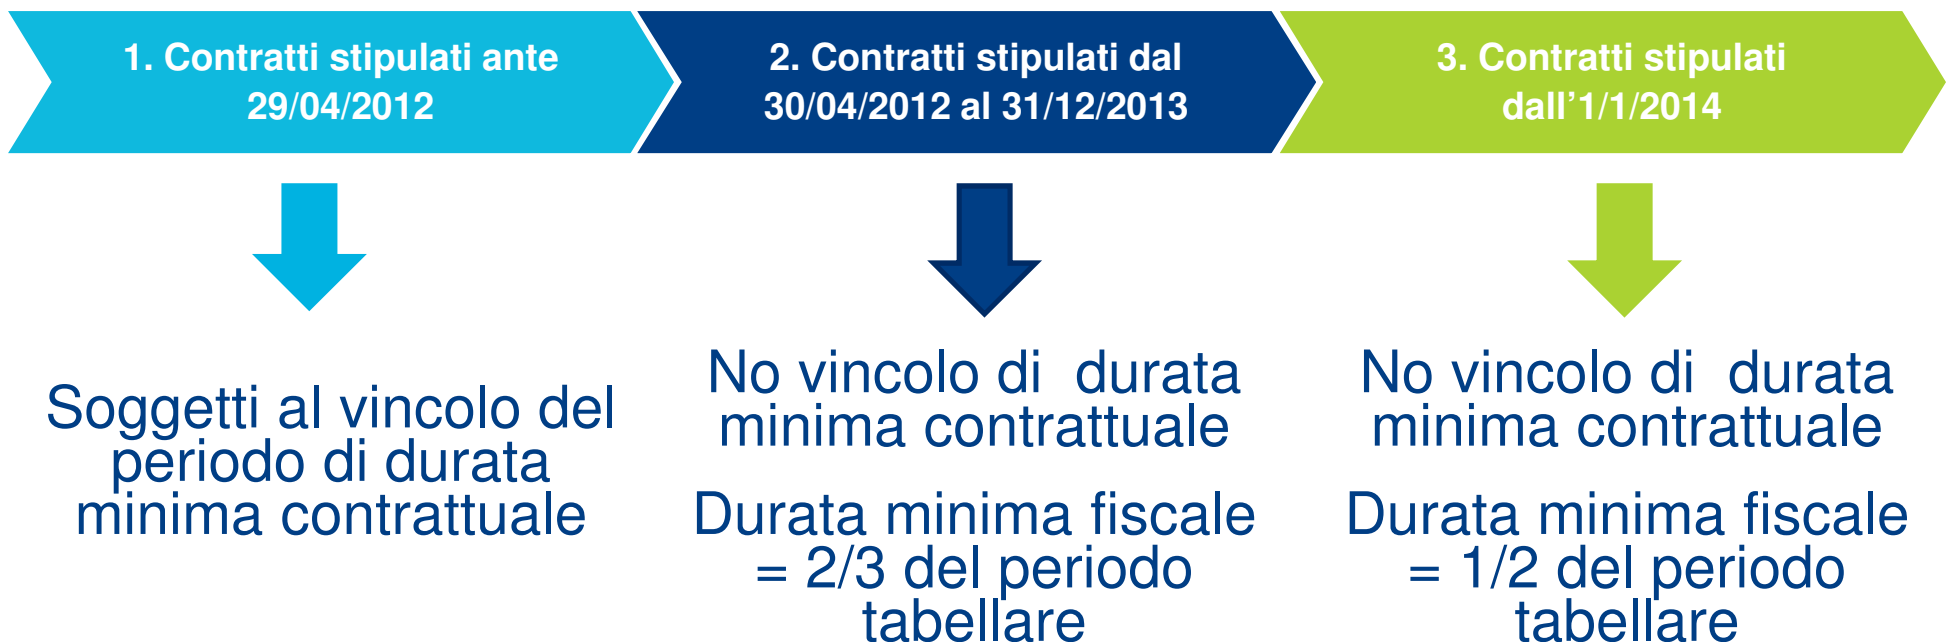 1. Contratti stipulati ante
29/04/2012
2. Contratti stipulati dal
30/04/2012 al 31/12/2013
3. Contratti stipulati
dall'1/1/2014
Soggetti al vincolo del
periodo di durata
minima contrattuale
No vincolo di durata
minima contrattuale
Durata minima fiscale
= 2/3 del periodo
tabellare
No vincolo di durata
minima contrattuale
Durata minima fiscale
= 1/2 del periodo
tabellare